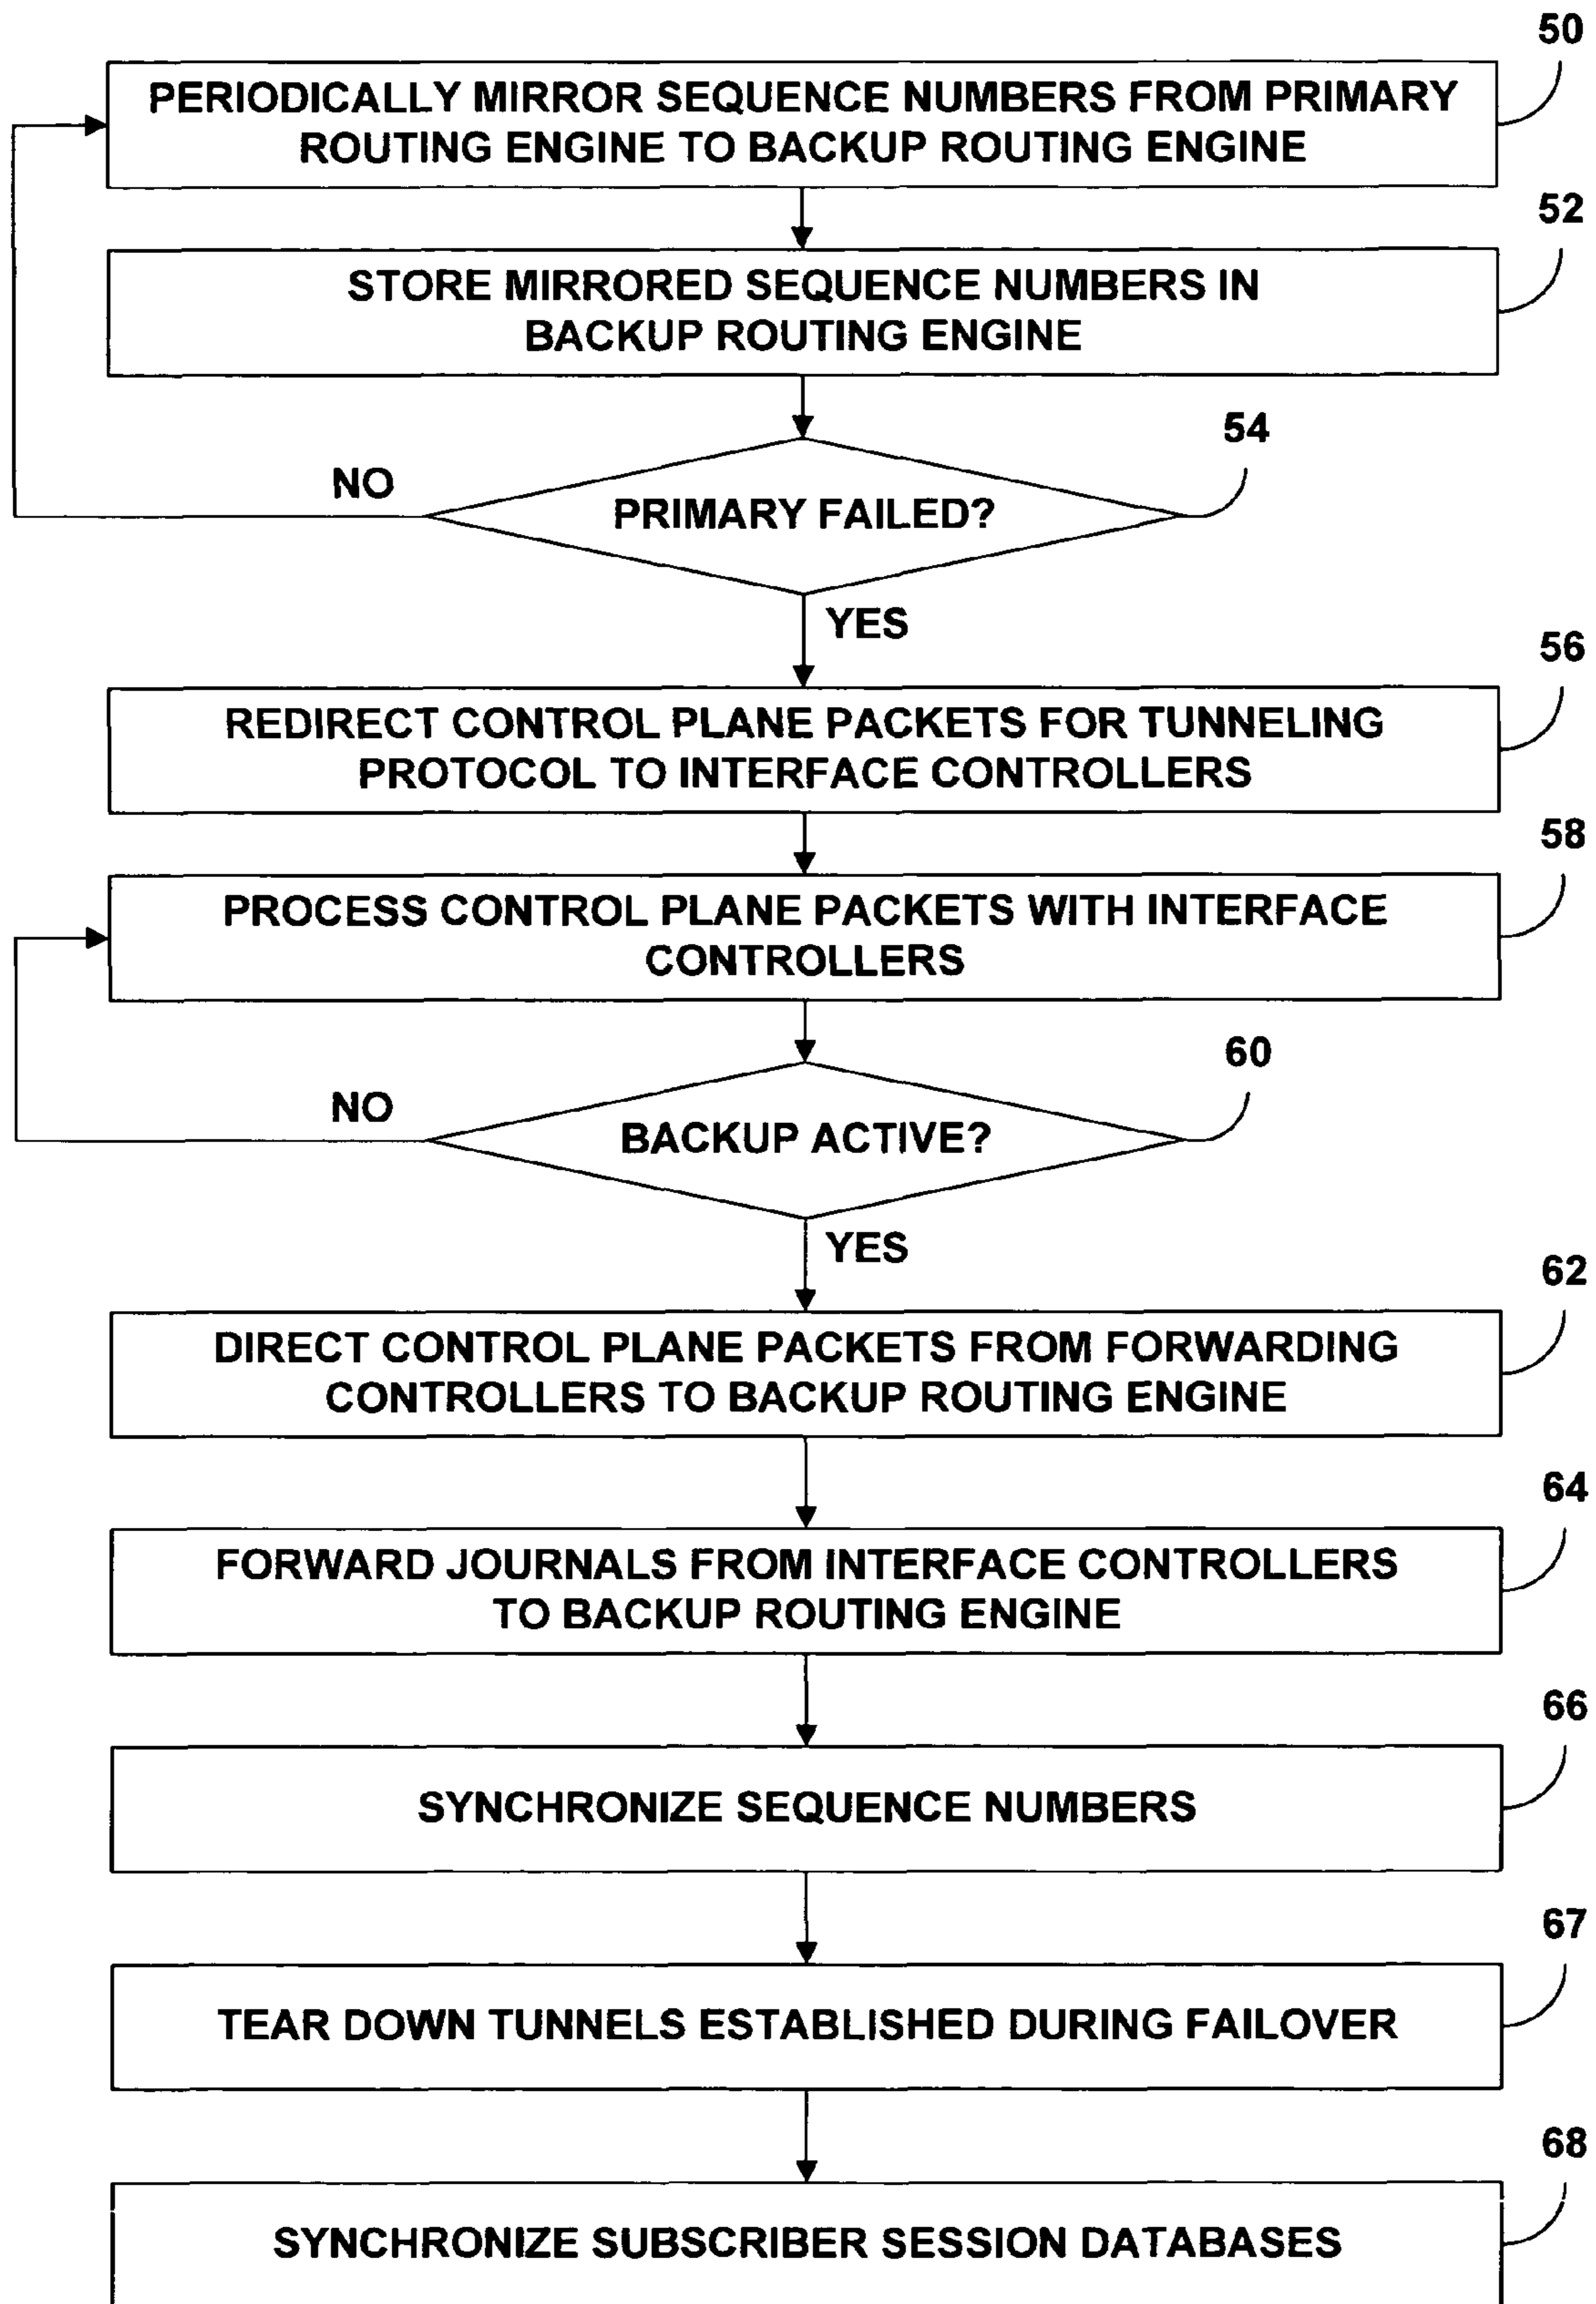 50
PERIODICALLY MIRROR SEQUENCE NUMBERS FROM PRIMARY
ROUTING ENGINE TO BACKUP ROUTING ENGINE
52
STORE MIRRORED SEQUENCE NUMBERS IN
BACKUP ROUTING ENGINE
54
NO
PRIMARY FAILED?
YES
56
REDIRECT CONTROL PLANE PACKETS FOR TUNNELING
PROTOCOL TO INTERFACE CONTROLLERS
58
PROCESS CONTROL PLANE PACKETS WITH INTERFACE
CONTROLLERS
60
NO
BACKUP ACTIVE?
YES
62
DIRECT CONTROL PLANE PACKETS FROM FORWARDING
CONTROLLERS TO BACKUP ROUTING ENGINE
64
FORWARD JOURNALS FROM INTERFACE CONTROLLERS
TO BACKUP ROUTING ENGINE
66
SYNCHRONIZE SEQUENCE NUMBERS
67
TEAR DOWN TUNNELS ESTABLISHED DURING FAILOVER
68
SYNCHRONIZE SUBSCRIBER SESSION DATABASES